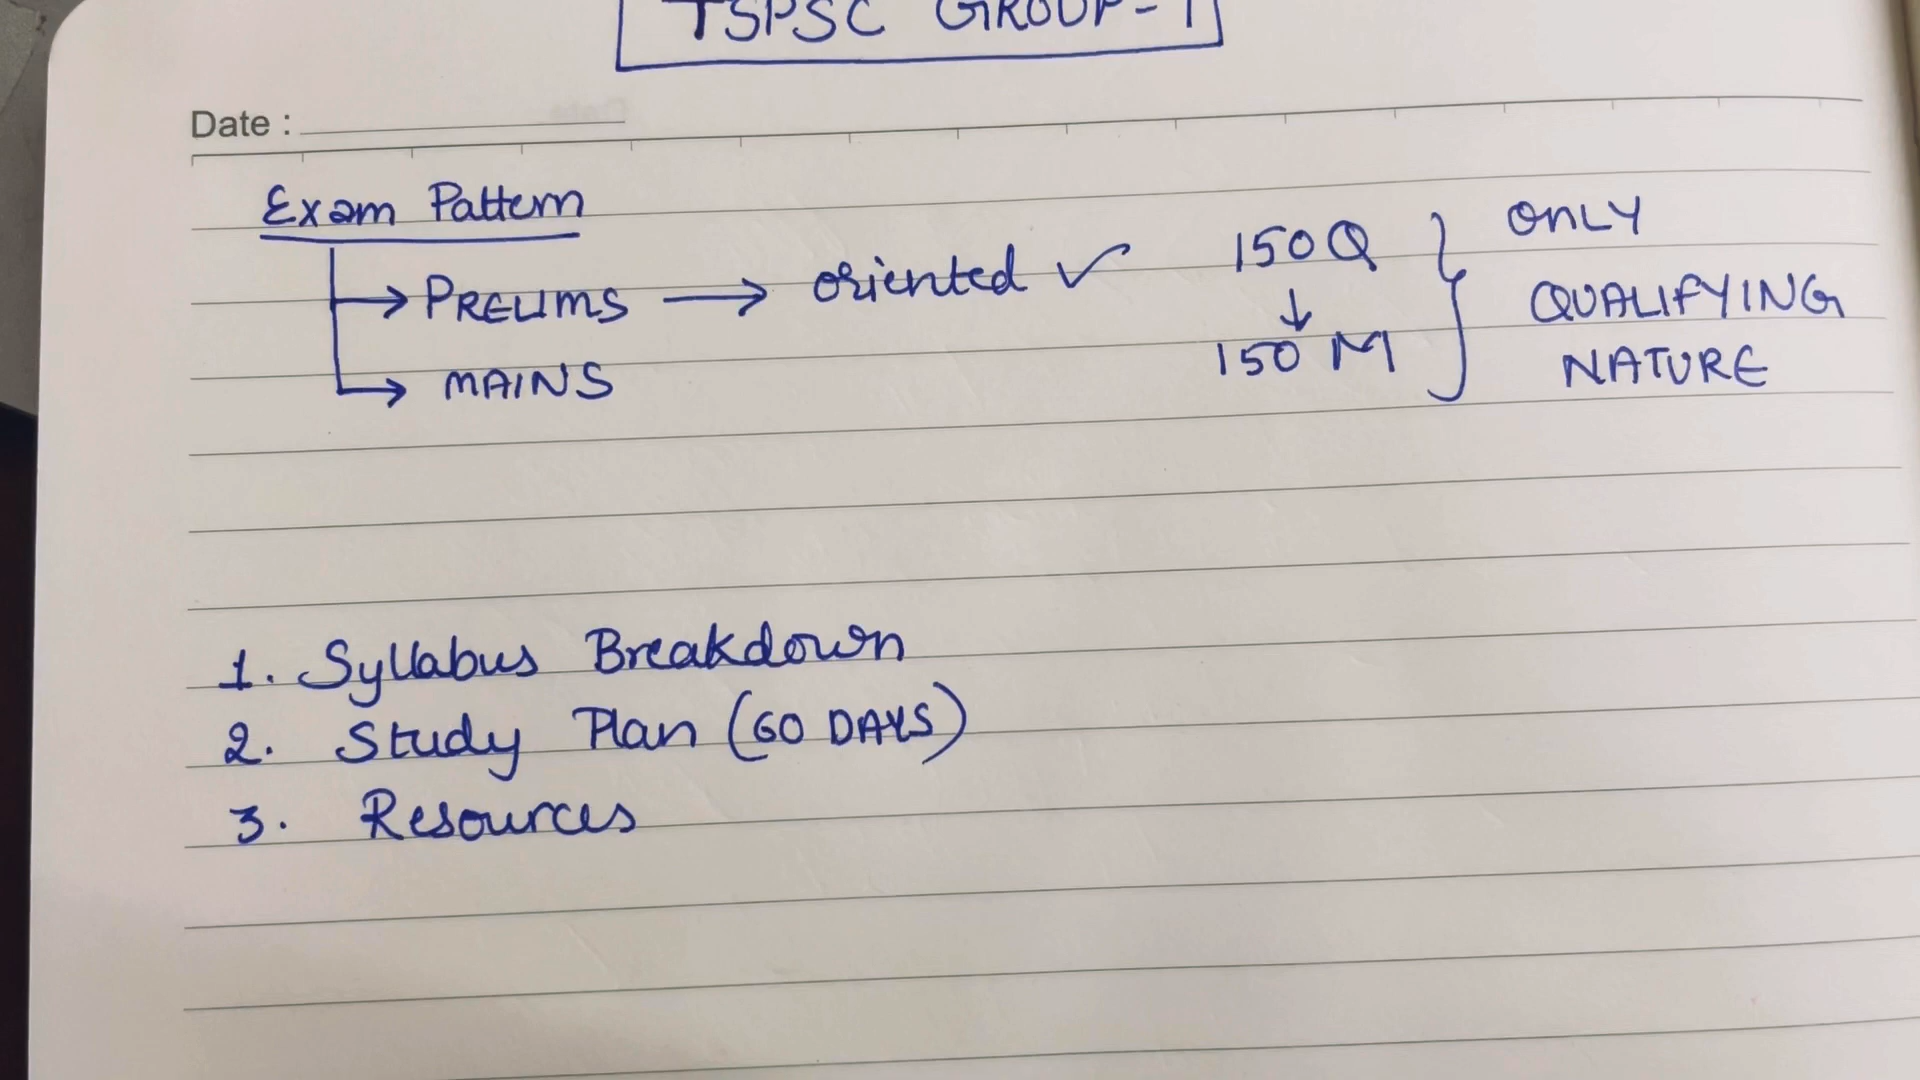 TSPSC GROUP-1
Date :
Exam Pattern
→ PRELIMS → oriented ✓ 150Q } ONLY
↓ QUALIFYING
→ MAINS 150 M NATURE
1. Syllabus Breakdown
2. Study Plan (60 DAYS)
3. Resources